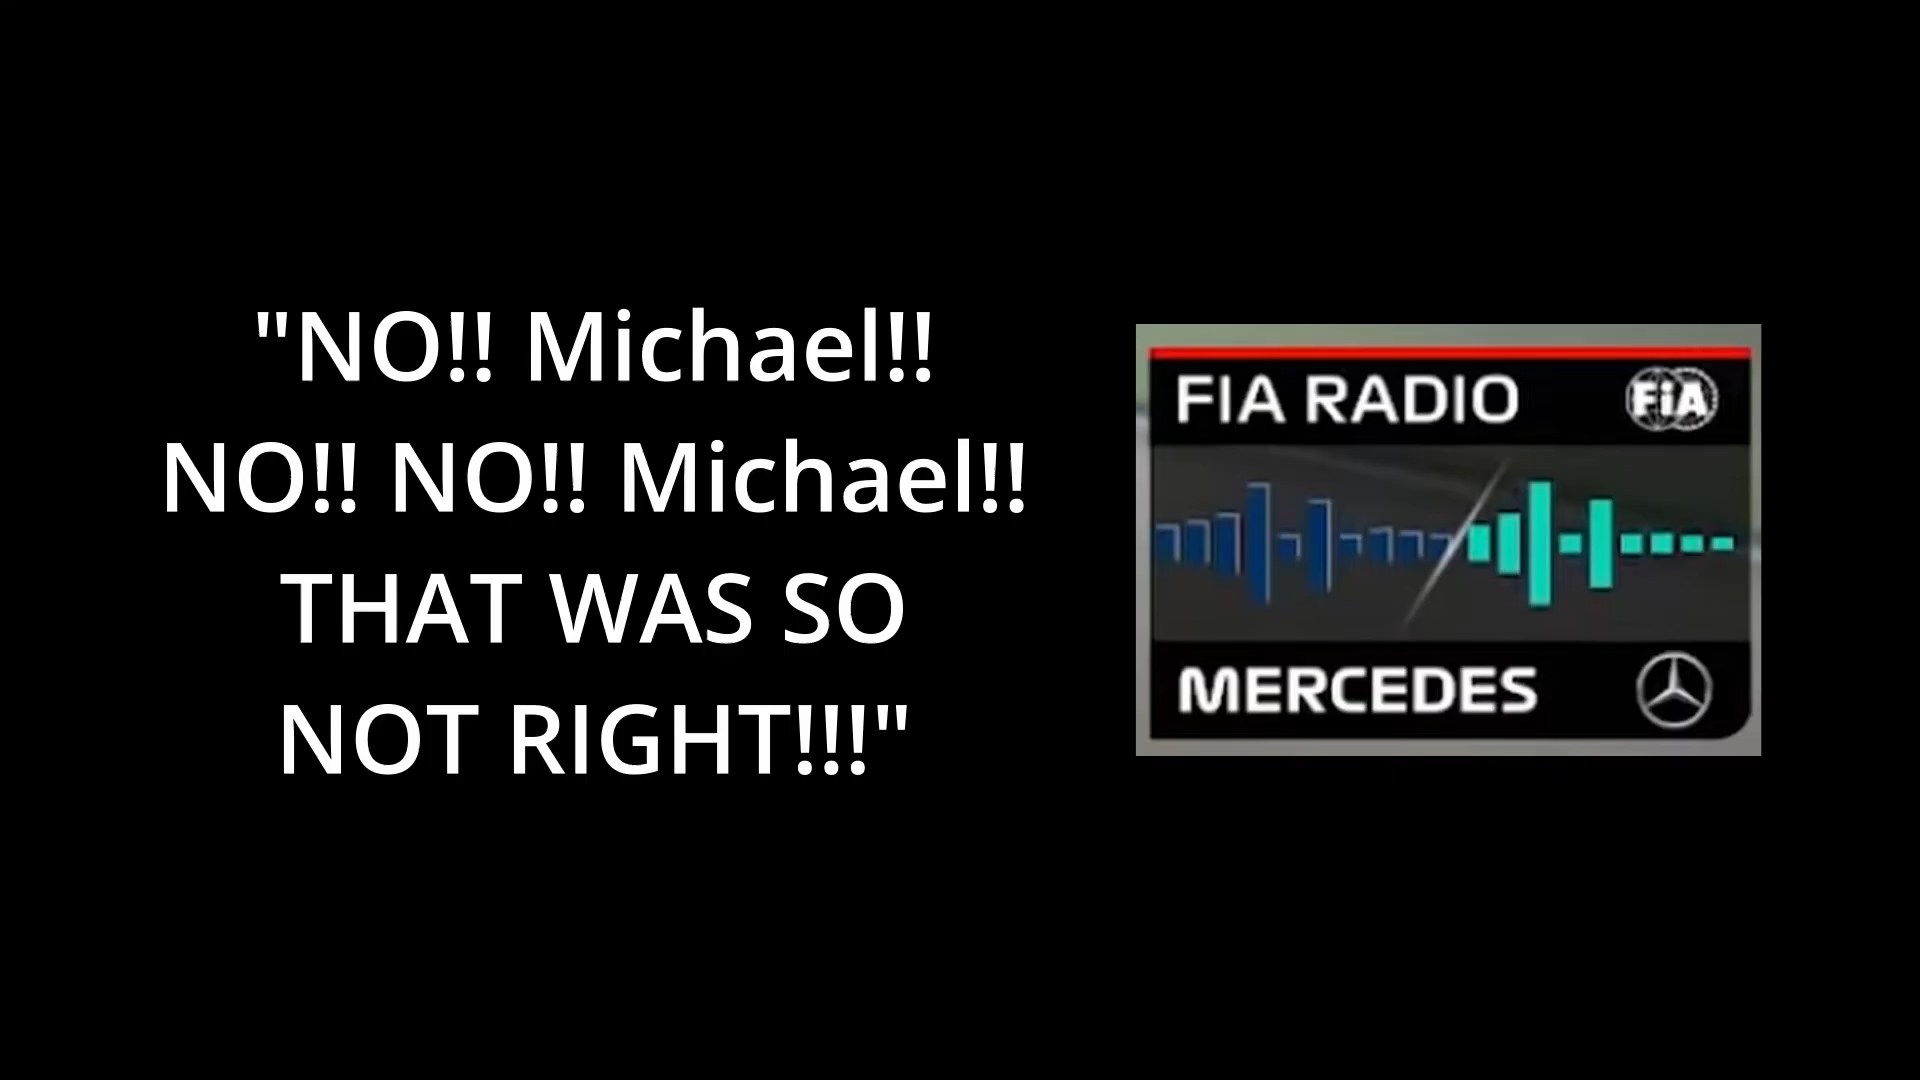 "NO!! Michael!!
NO!! NO!! Michael!!
THAT WAS SO
NOT RIGHT!!!"
FIA RADIO FiA
MERCEDES